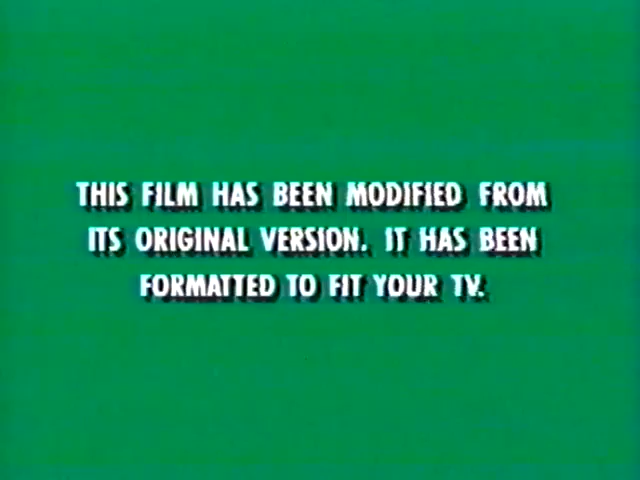 THIS FILM HAS BEEN MODIFIED FROM
ITS ORIGINAL VERSION. IT HAS BEEN
FORMATTED TO FIT YOUR TV.